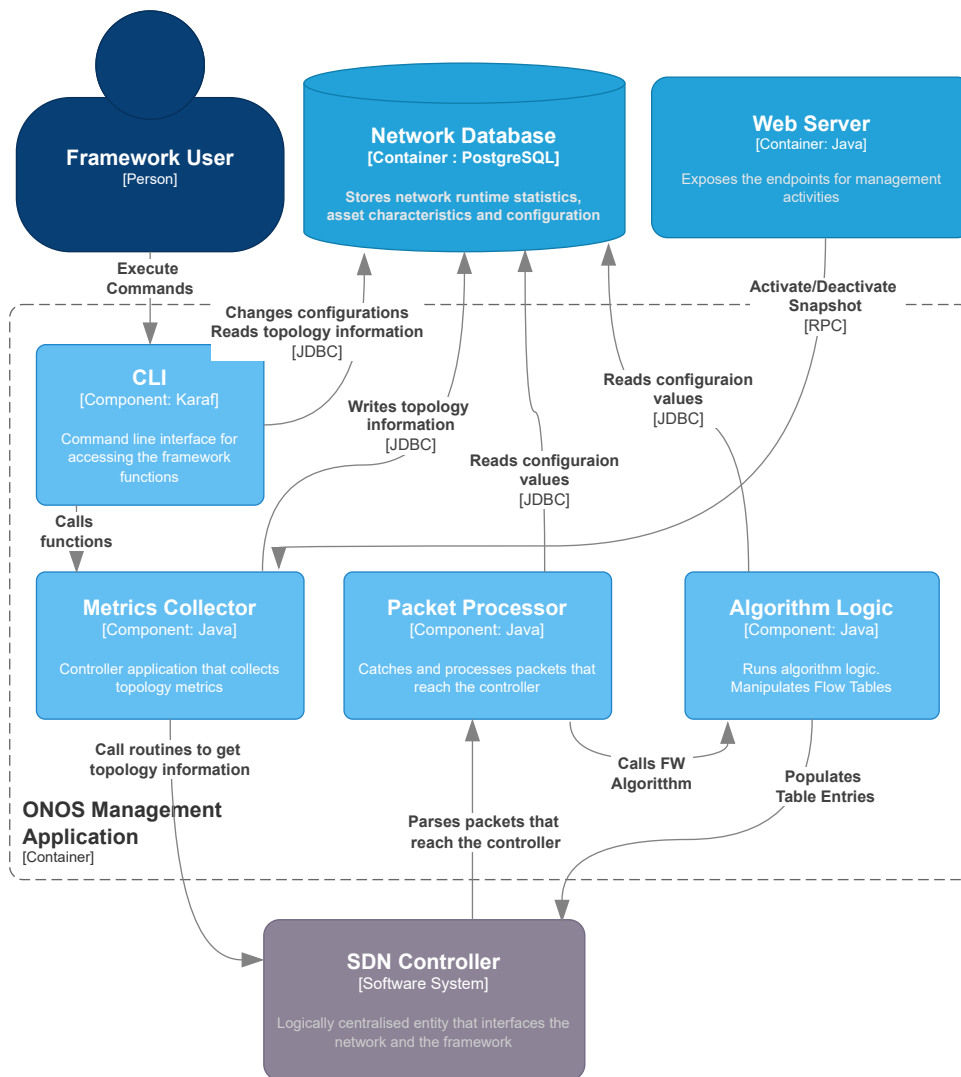 Framework User
[Person]
Network Database
[Container : PostgreSQL]
Stores network runtime statistics,
asset characteristics and configuration
Web Server
[Container: Java]
Exposes the endpoints for management
activities
Execute
Commands
Changes configurations
Reads topology information
[JDBC]
Activate/Deactivate
Snapshot
[RPC]
CLI
[Component: Karaf]
Command line interface for
accessing the framework
functions
Writes topology
information
[JDBC]
Reads configuraion
values
[JDBC]
Reads configuraion
values
[JDBC]
Calls
functions
Metrics Collector
[Component: Java]
Controller application that collects
topology metrics
Packet Processor
[Component: Java]
Catches and processes packets that
reach the controller
Algorithm Logic
[Component: Java]
Runs algorithm logic.
Manipulates Flow Tables
Call routines to get
topology information
Calls FW
Algoritthm
Populates
Table Entries
Parses packets that
reach the controller
ONOS Management
Application
[Container]
SDN Controller
[Software System]
Logically centralised entity that interfaces the
network and the framework